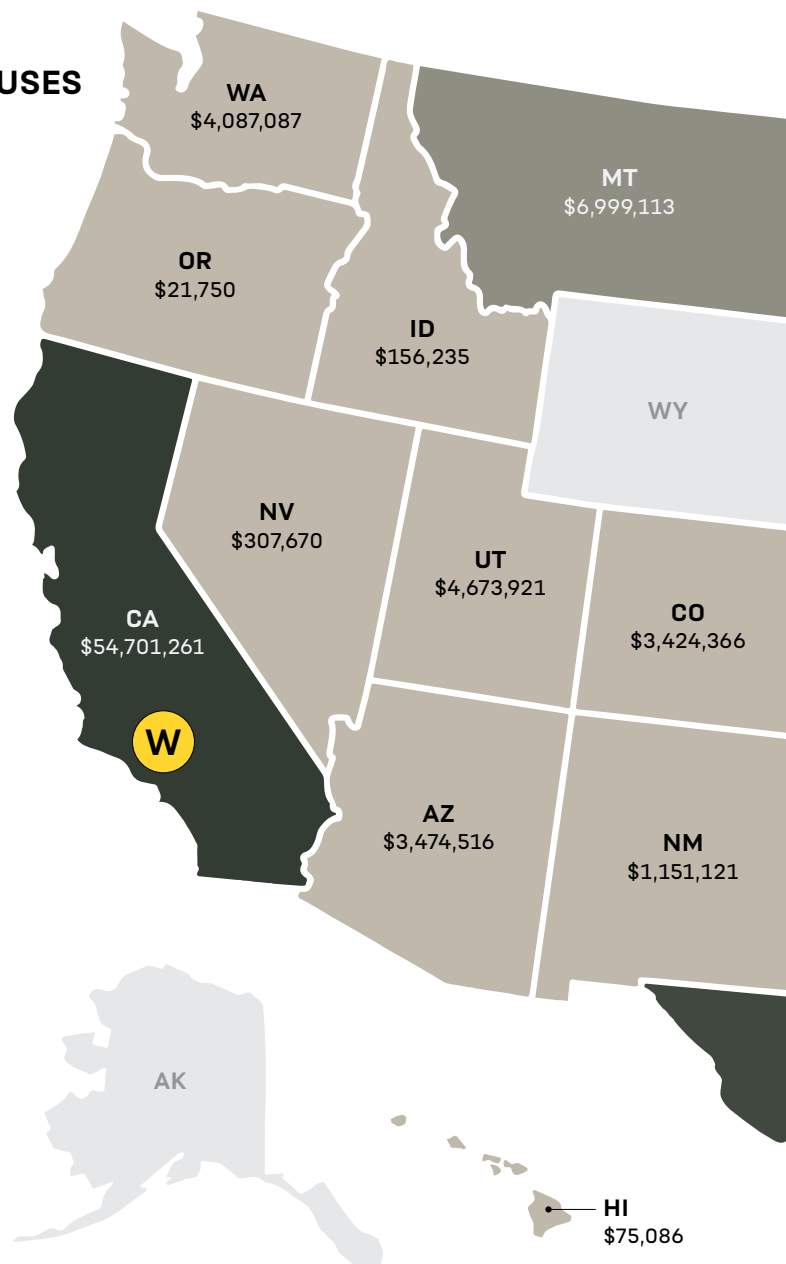 USES
WA
$4,087,087
MT
$6,999,113
OR
$21,750
ID
$156,235
WY
NV
$307,670
UT
$4,673,921
CO
$3,424,366
CA
$54,701,261
W
AZ
$3,474,516
NM
$1,151,121
AK
HI
$75,086